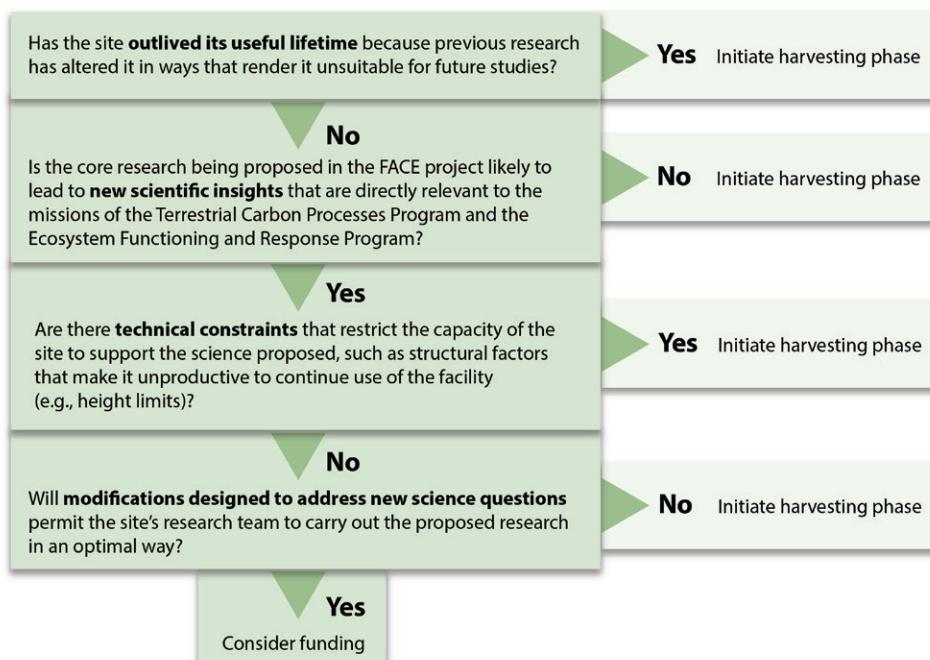 Has the site outlived its useful lifetime because previous research
has altered it in ways that render it unsuitable for future studies?
Yes Initiate harvesting phase
No
Is the core research being proposed in the FACE project likely to
lead to new scientific insights that are directly relevant to the
missions of the Terrestrial Carbon Processes Program and the
Ecosystem Functioning and Response Program?
No Initiate harvesting phase
Yes
Are there technical constraints that restrict the capacity of the
site to support the science proposed, such as structural factors
that make it unproductive to continue use of the facility
(e.g., height limits)?
Yes Initiate harvesting phase
No
Will modifications designed to address new science questions
permit the site's research team to carry out the proposed research
in an optimal way?
No Initiate harvesting phase
Yes
Consider funding